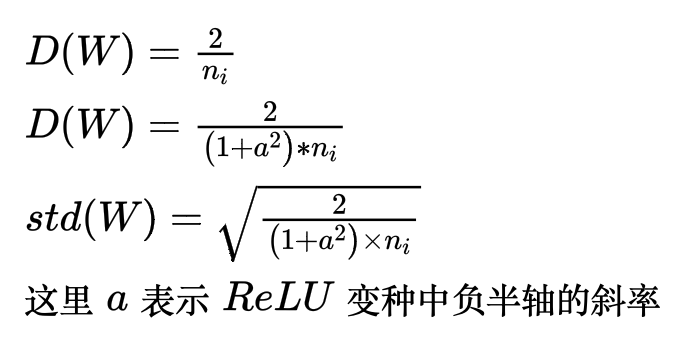 D(W) = \frac{2}{n_i}
D(W) = \frac{2}{(1+a^2)*n_i}
std(W) = \sqrt{\frac{2}{(1+a^2)\times n_i}}
这里 a 表示 ReLU 变种中负半轴的斜率